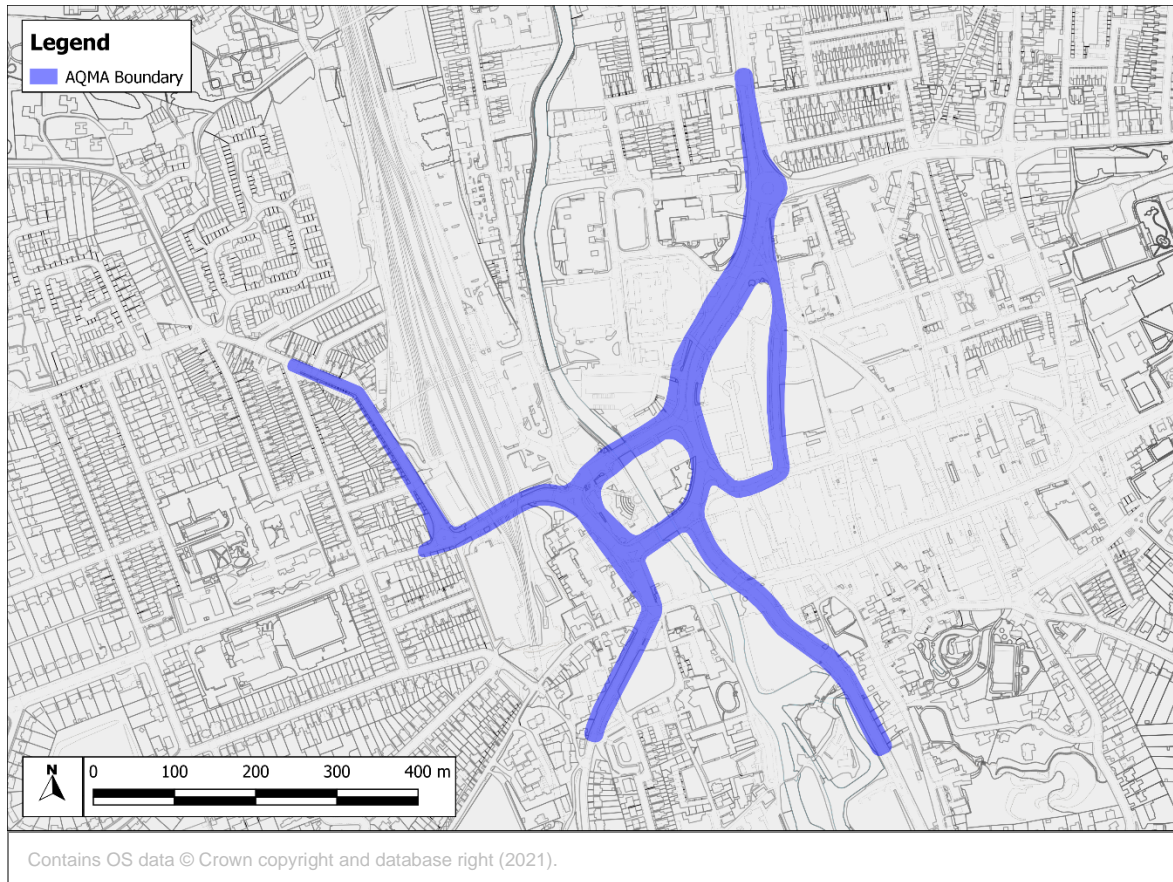 Legend
AQMA Boundary
N
0 100 200 300 400 m
Contains OS data © Crown copyright and database right (2021).